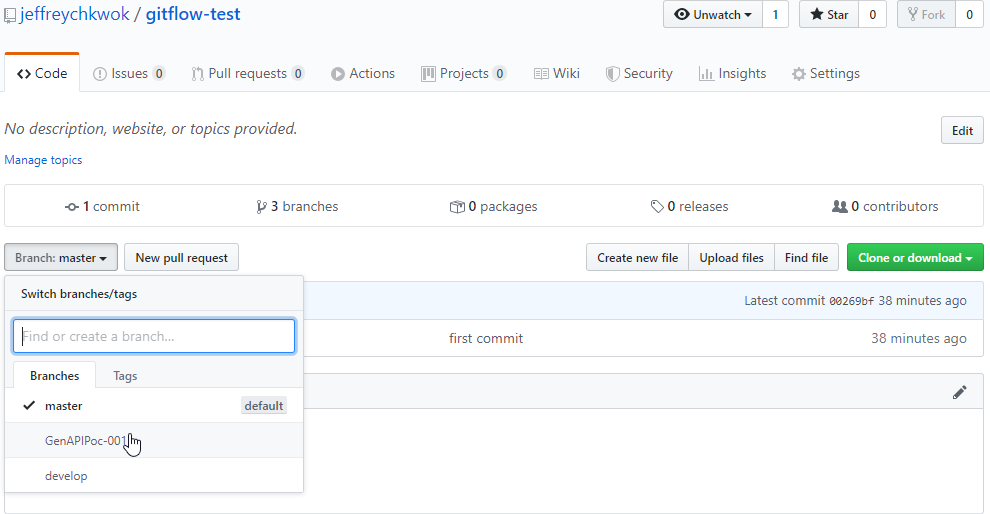 jeffreychkwok / gitflow-test
Unwatch 1 Star 0 Fork 0
Code Issues 0 Pull requests 0 Actions Projects 0 Wiki Security Insights Settings
No description, website, or topics provided.
Edit
Manage topics
1 commit 3 branches 0 packages 0 releases 0 contributors
Branch: master New pull request Create new file Upload files Find file Clone or download
Switch branches/tags
Latest commit 00269bf 38 minutes ago
Find or create a branch...
first commit 38 minutes ago
Branches Tags
master default
GenAPIPoc-001
develop